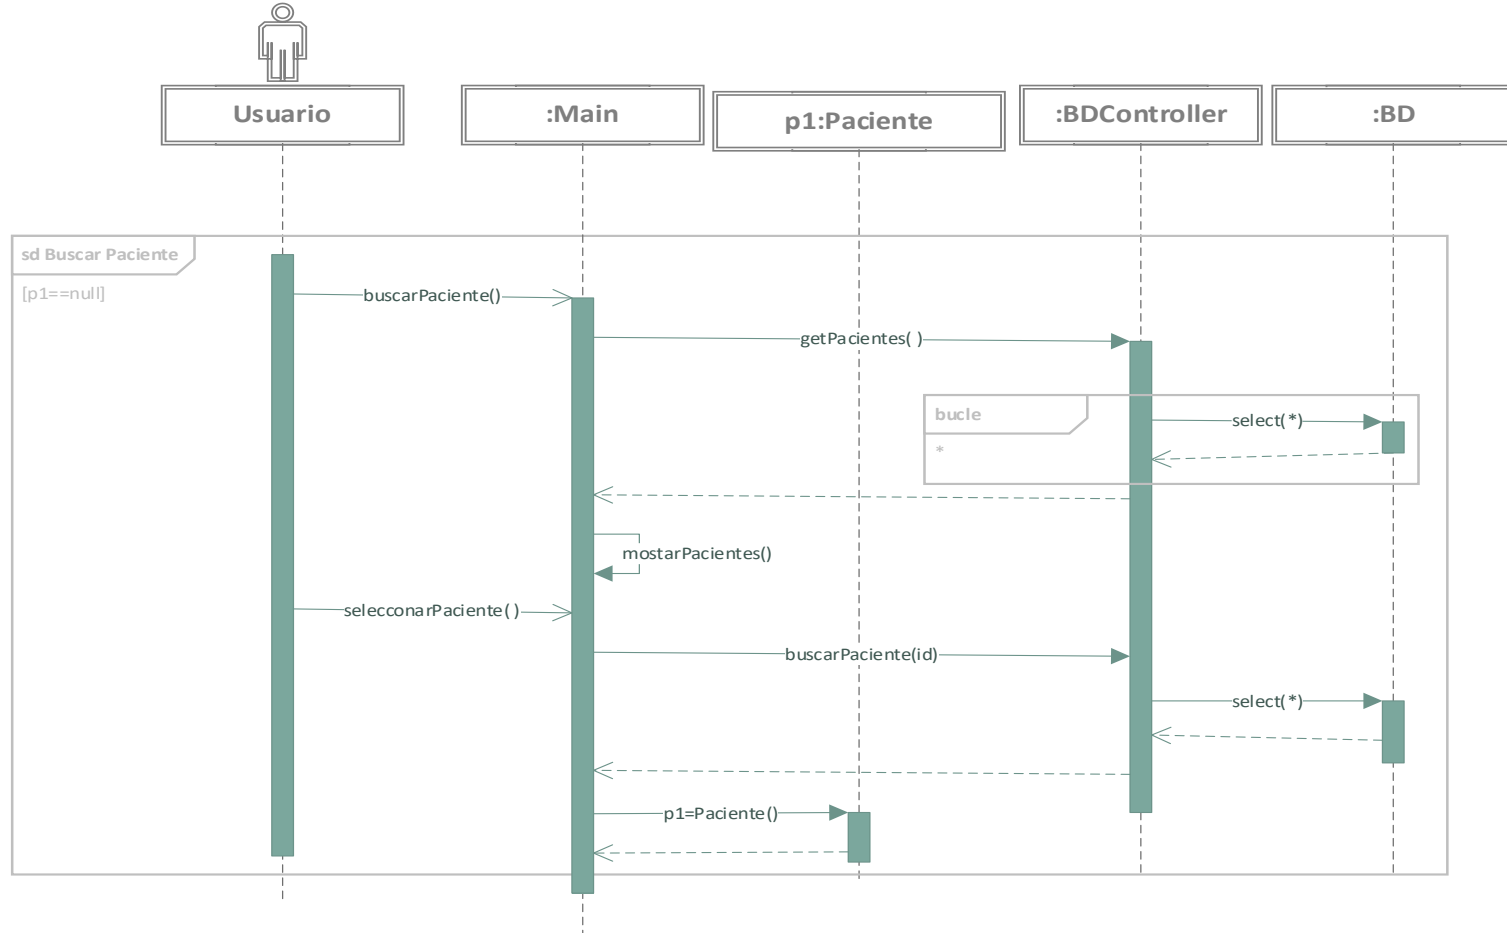 Usuario
:Main
p1:Paciente
:BDController
:BD
sd Buscar Paciente
[p1==null]
buscarPaciente()
getPacientes( )
bucle
*
select(*)
mostarPacientes()
selecconarPaciente( )
buscarPaciente(id)
select(*)
p1=Paciente()